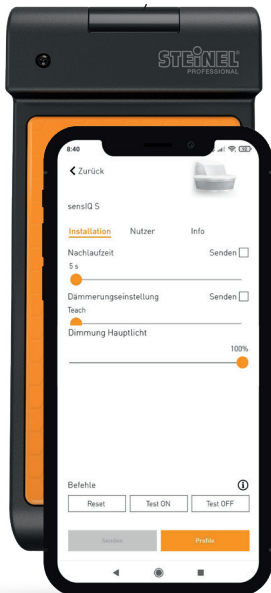 STEINEL
PROFESSIONAL
8:40
Zurück
sensIQ S
Installation Nutzer Info
Nachlaufzeit Senden
5 s
Dämmerungseinstellung Senden
Teach
Dimmung Hauptlicht
100%
Befehle
Reset Test ON Test OFF
Senden Profile